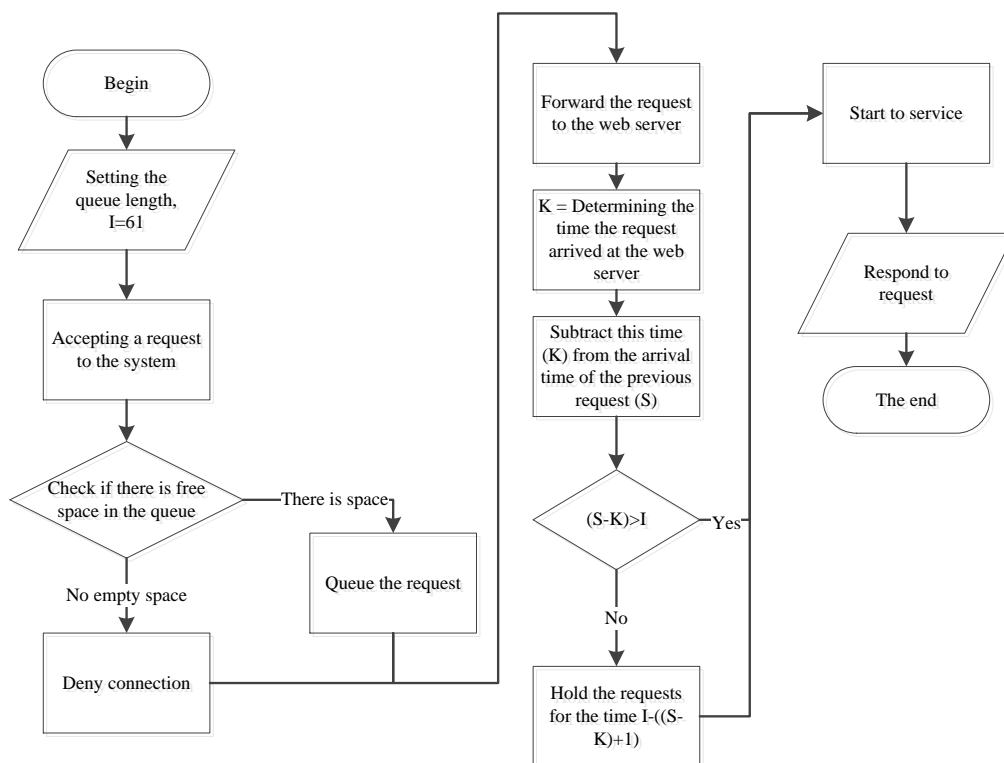 Begin
Setting the
queue length,
I=61
Accepting a request
to the system
Check if there is free
space in the queue
There is space
No empty space
Queue the request
Deny connection
Forward the request
to the web server
K = Determining the
time the request
arrived at the web
server
Subtract this time
(K) from the arrival
time of the previous
request (S)
(S-K)>I
Yes
No
Hold the requests
for the time I-((S-
K)+1)
Start to service
Respond to
request
The end